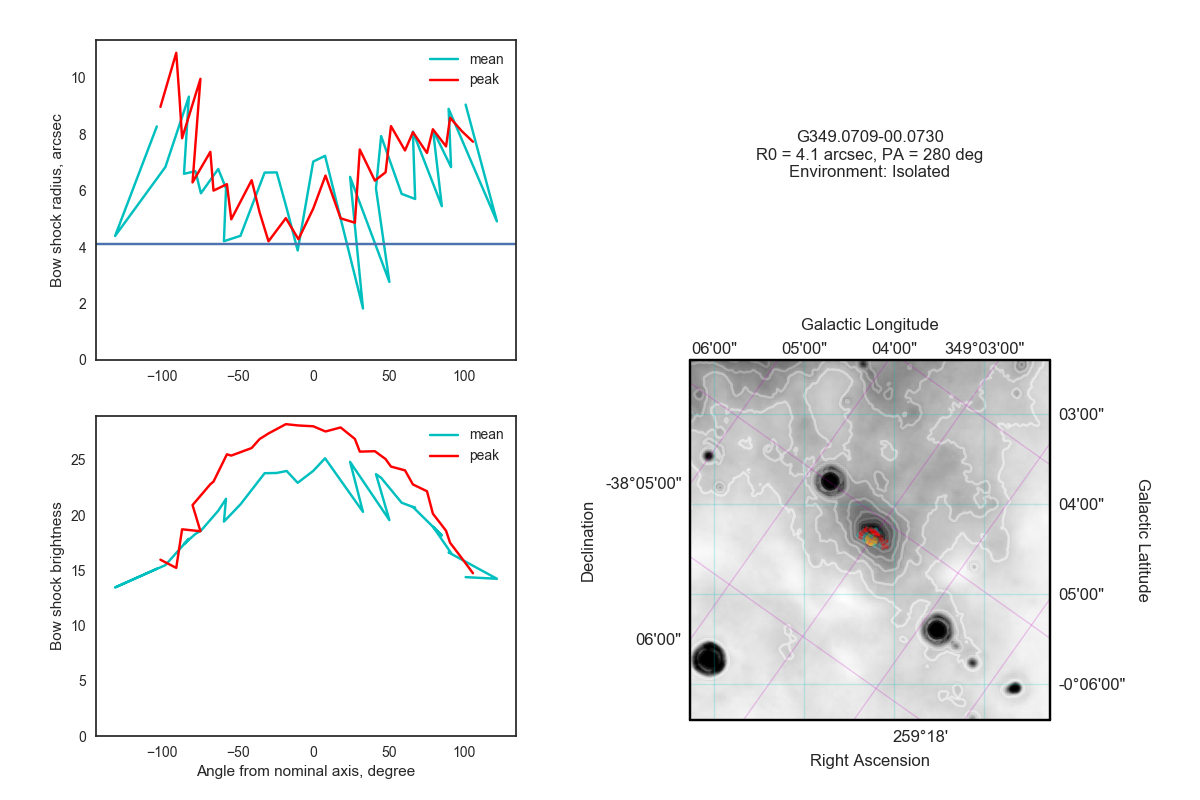 10
8
6
4
2
0
Bow shock radius, arcsec
mean
peak
−100
−50
0
50
100
25
20
15
10
5
0
Bow shock brightness
mean
peak
−100
−50
0
50
100
Angle from nominal axis, degree
G349.0709-00.0730
R0 = 4.1 arcsec, PA = 280 deg
Environment: Isolated
Galactic Longitude
06'00"
05'00"
04'00"
349°03'00"
03'00"
04'00"
05'00"
-0°06'00"
Galactic Latitude
-38°05'00"
06'00"
Declination
259°18'
Right Ascension